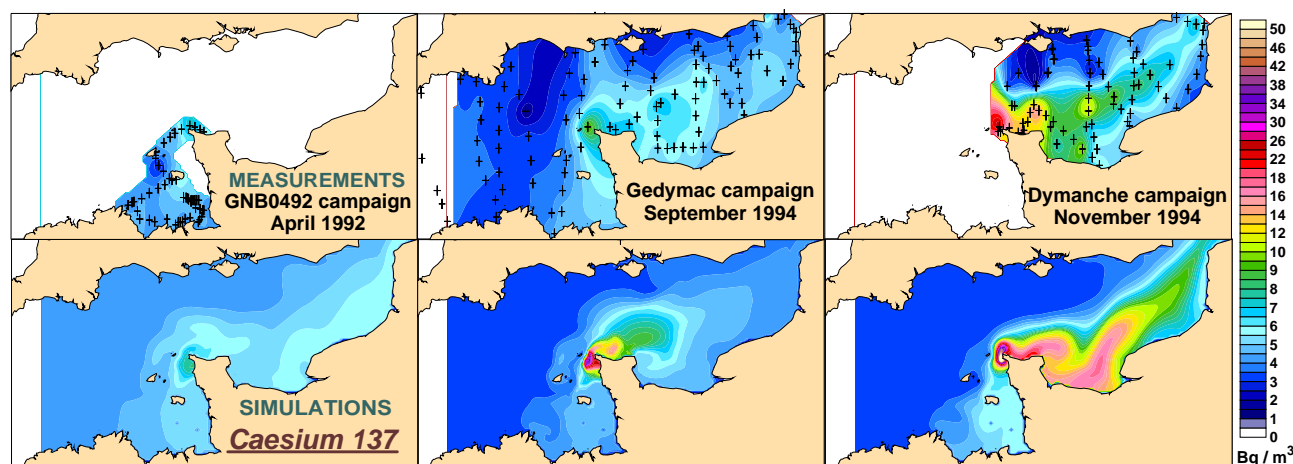 MEASUREMENTS
GNB0492 campaign
April 1992
Gedymac campaign
September 1994
Dymanche campaign
November 1994
SIMULATIONS
Caesium 137
50
46
42
38
34
30
26
22
18
16
14
12
10
9
8
7
6
5
4
3
2
1
0
Bq / m³